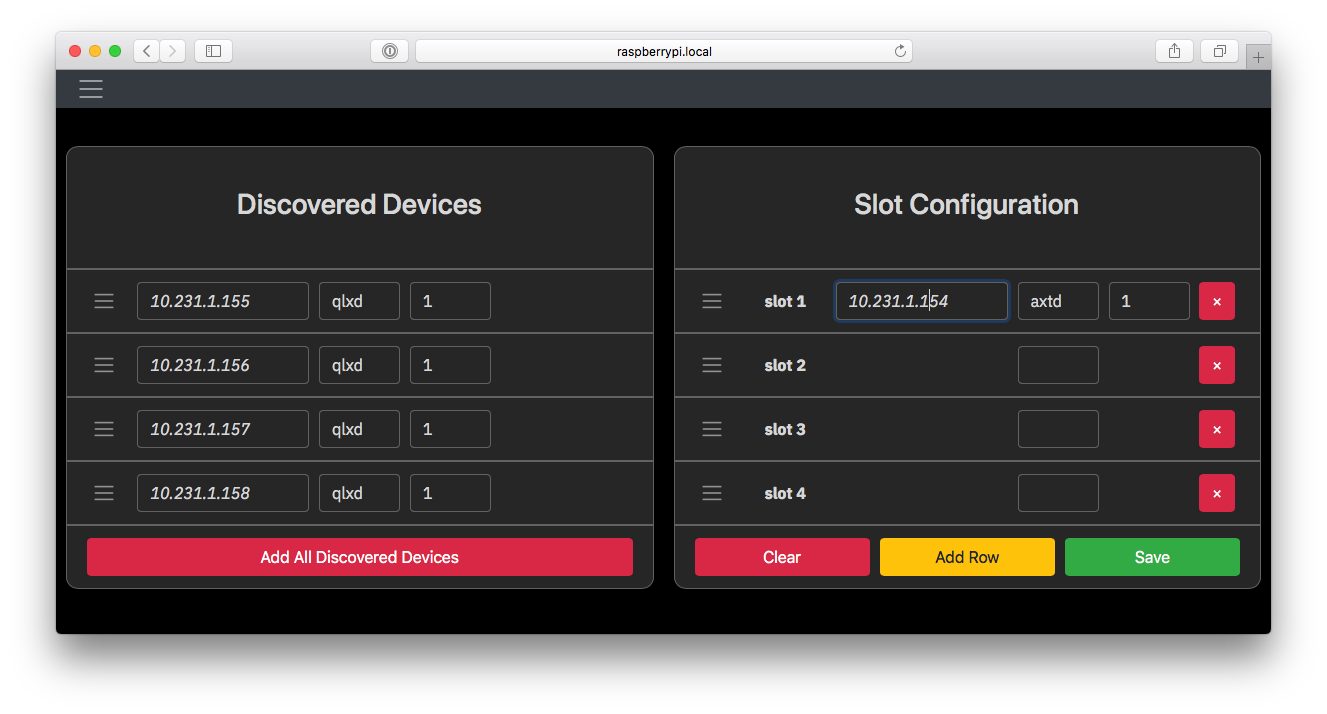 raspberrypi.local
Discovered Devices
10.231.1.155 qlxd 1
10.231.1.156 qlxd 1
10.231.1.157 qlxd 1
10.231.1.158 qlxd 1
Add All Discovered Devices
Slot Configuration
slot 1 10.231.1.154 axtd 1 ×
slot 2 ×
slot 3 ×
slot 4 ×
Clear Add Row Save